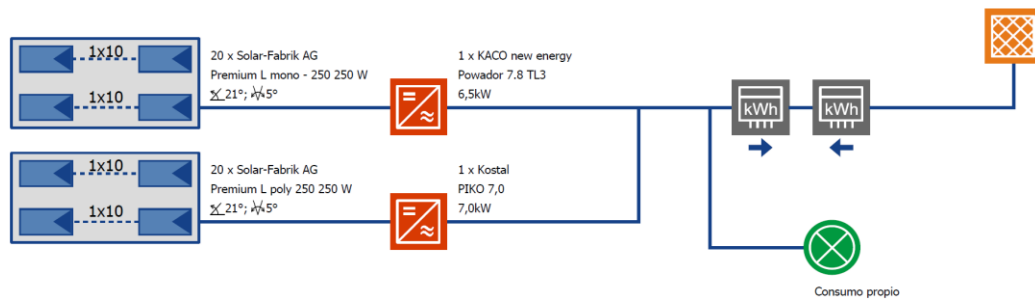 1x10
1x10
20 x Solar-Fabrik AG
Premium L mono - 250 250 W
21°; 5°
1 x KACO new energy
Powador 7.8 TL3
6,5kW
kWh
kWh
1x10
1x10
20 x Solar-Fabrik AG
Premium L poly 250 250 W
21°; 5°
1 x Kostal
PIKO 7,0
7,0kW
Consumo propio